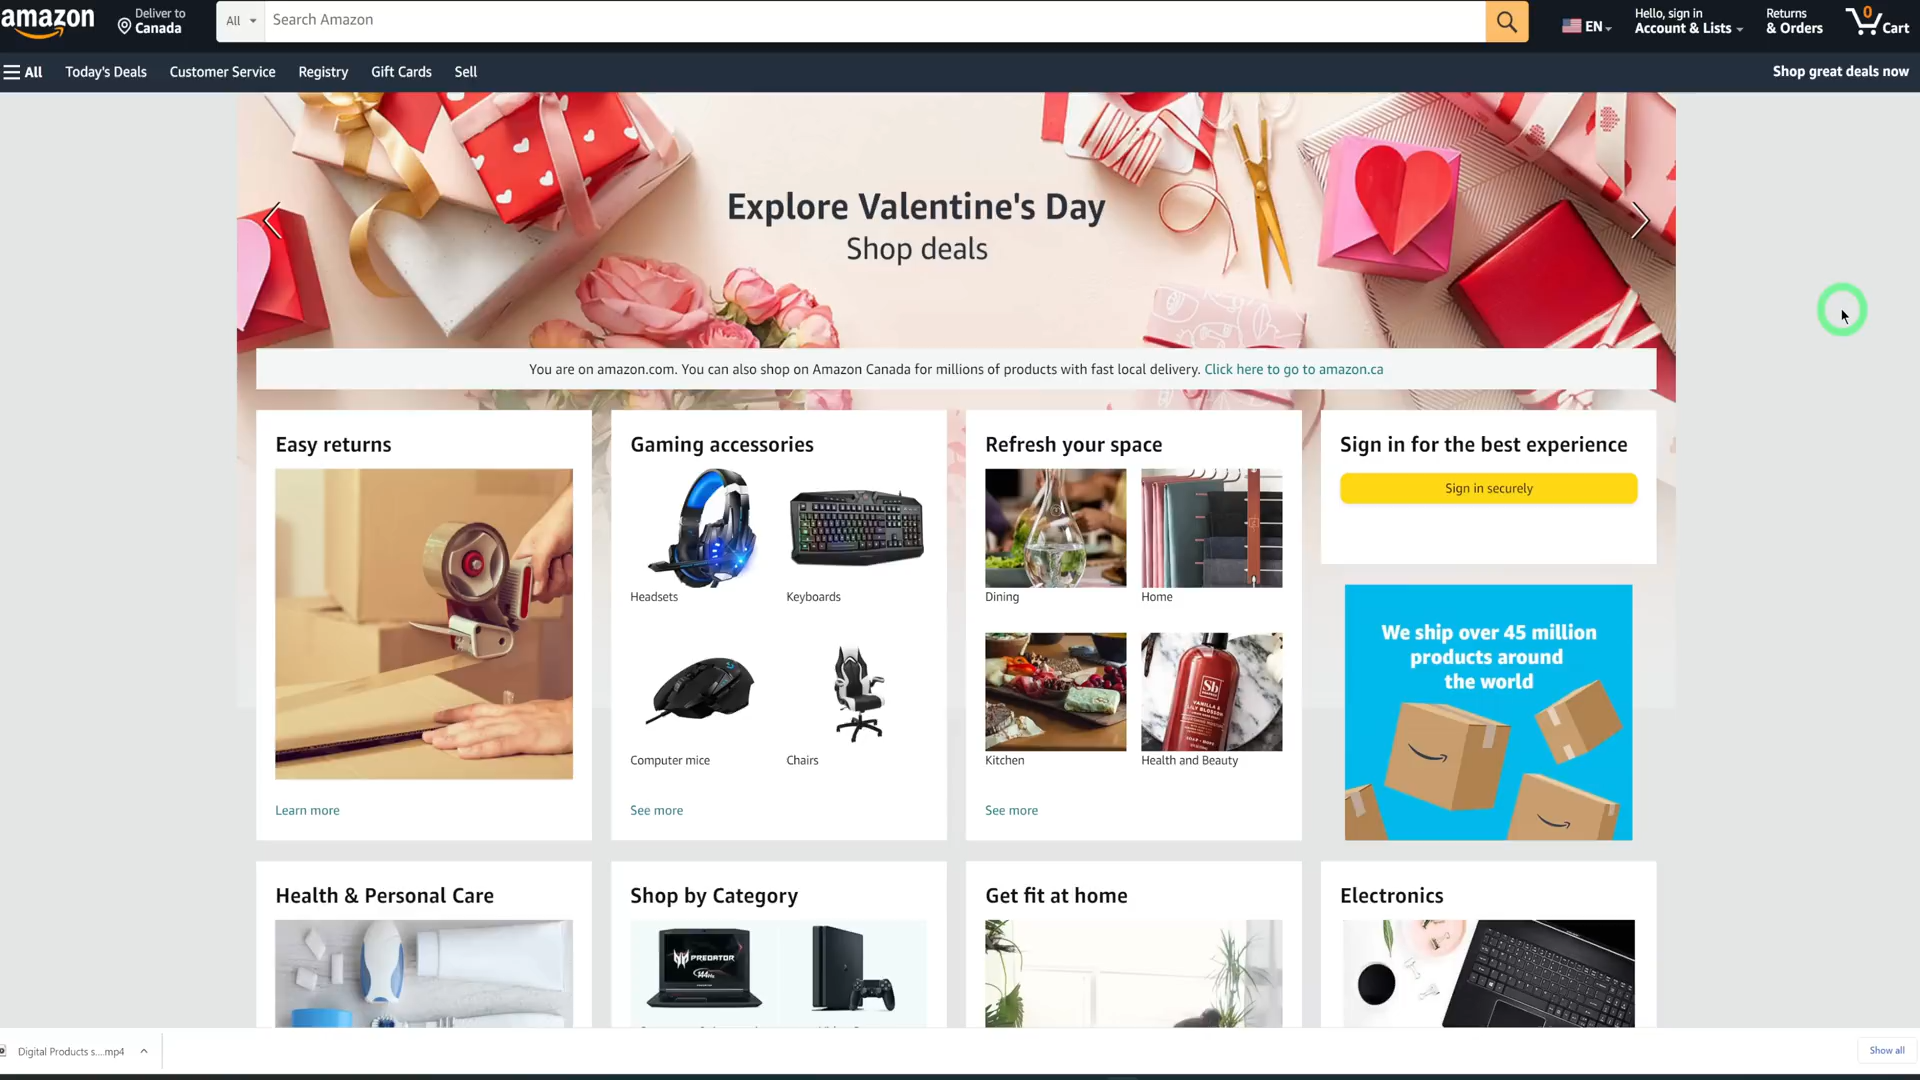 amazon
Deliver to
Canada
All
Search Amazon
EN
Hello, sign in
Account & Lists
Returns
& Orders
0
Cart
All
Today's Deals
Customer Service
Registry
Gift Cards
Sell
Shop great deals now
Explore Valentine's Day
Shop deals
You are on amazon.com. You can also shop on Amazon Canada for millions of products with fast local delivery. Click here to go to amazon.ca
Easy returns
Learn more
Gaming accessories
Headsets
Keyboards
Computer mice
Chairs
See more
Refresh your space
Dining
Home
Kitchen
Sb
VANILLA &
LILY BLOSSOM
Health and Beauty
See more
Sign in for the best experience
Sign in securely
We ship over 45 million
products around
the world
Health & Personal Care
Shop by Category
PREDATOR
144Hz
Get fit at home
Electronics
Digital Products s....mp4
Show all